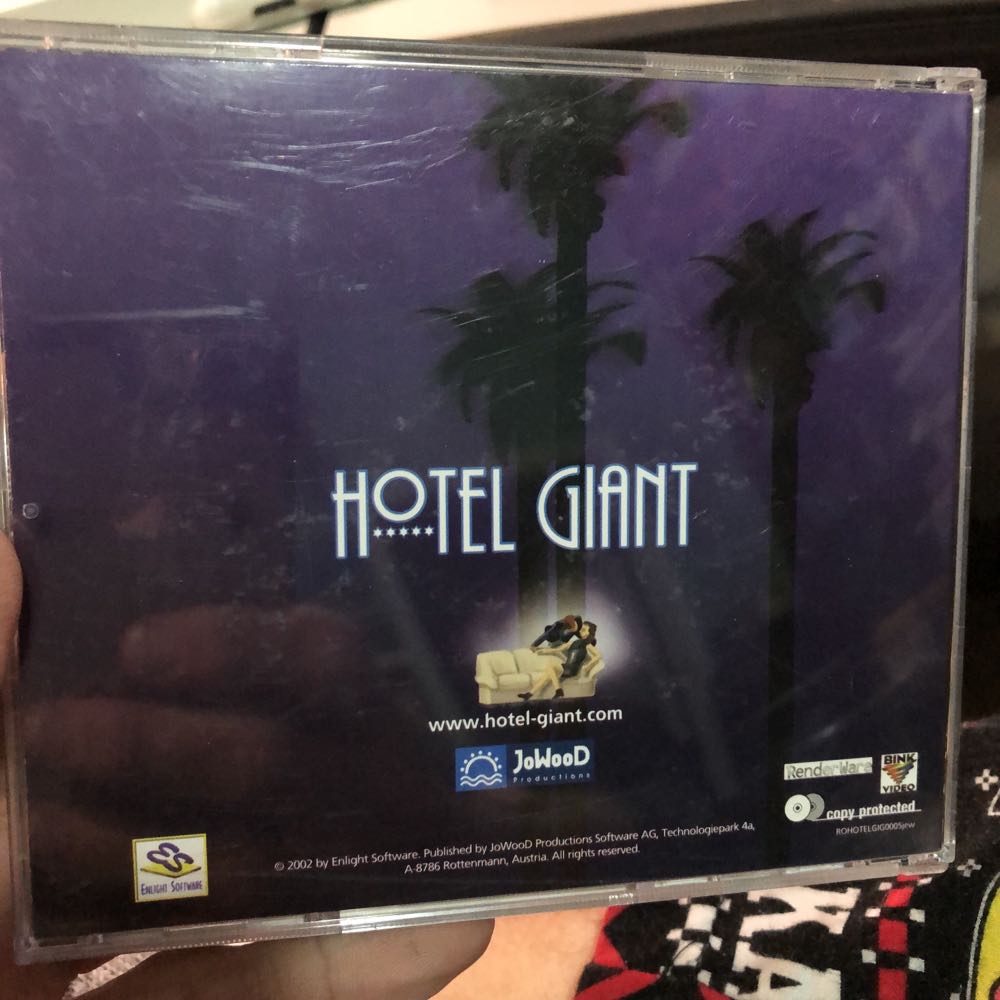 HOTEL GIANT
www.hotel-giant.com
JoWooD
Productions
RenderWare
BINK
VIDEO
copy protected
ROHOTELGIG0005jew
© 2002 by Enlight Software. Published by JoWooD Productions Software AG, Technologiepark 4a,
A-8786 Rottenmann, Austria. All rights reserved.
ENLIGHT SOFTWARE